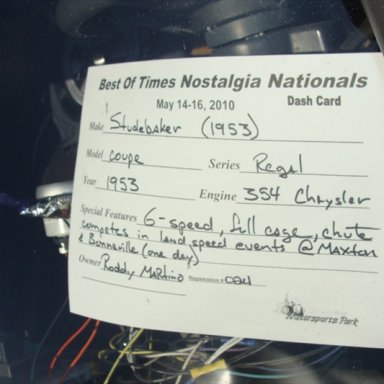 Best Of Times Nostalgia Nationals
May 14-16, 2010
Dash Card
Make Studebaker (1953)
Model Coupe Series Regal
Year 1953 Engine 354 Chrysler
Special Features 6-speed, full cage, chute
competes in land speed events @ Maxton
& Bonneville (one day)
Owner Roddy Martino Registration #
Motorsports Park